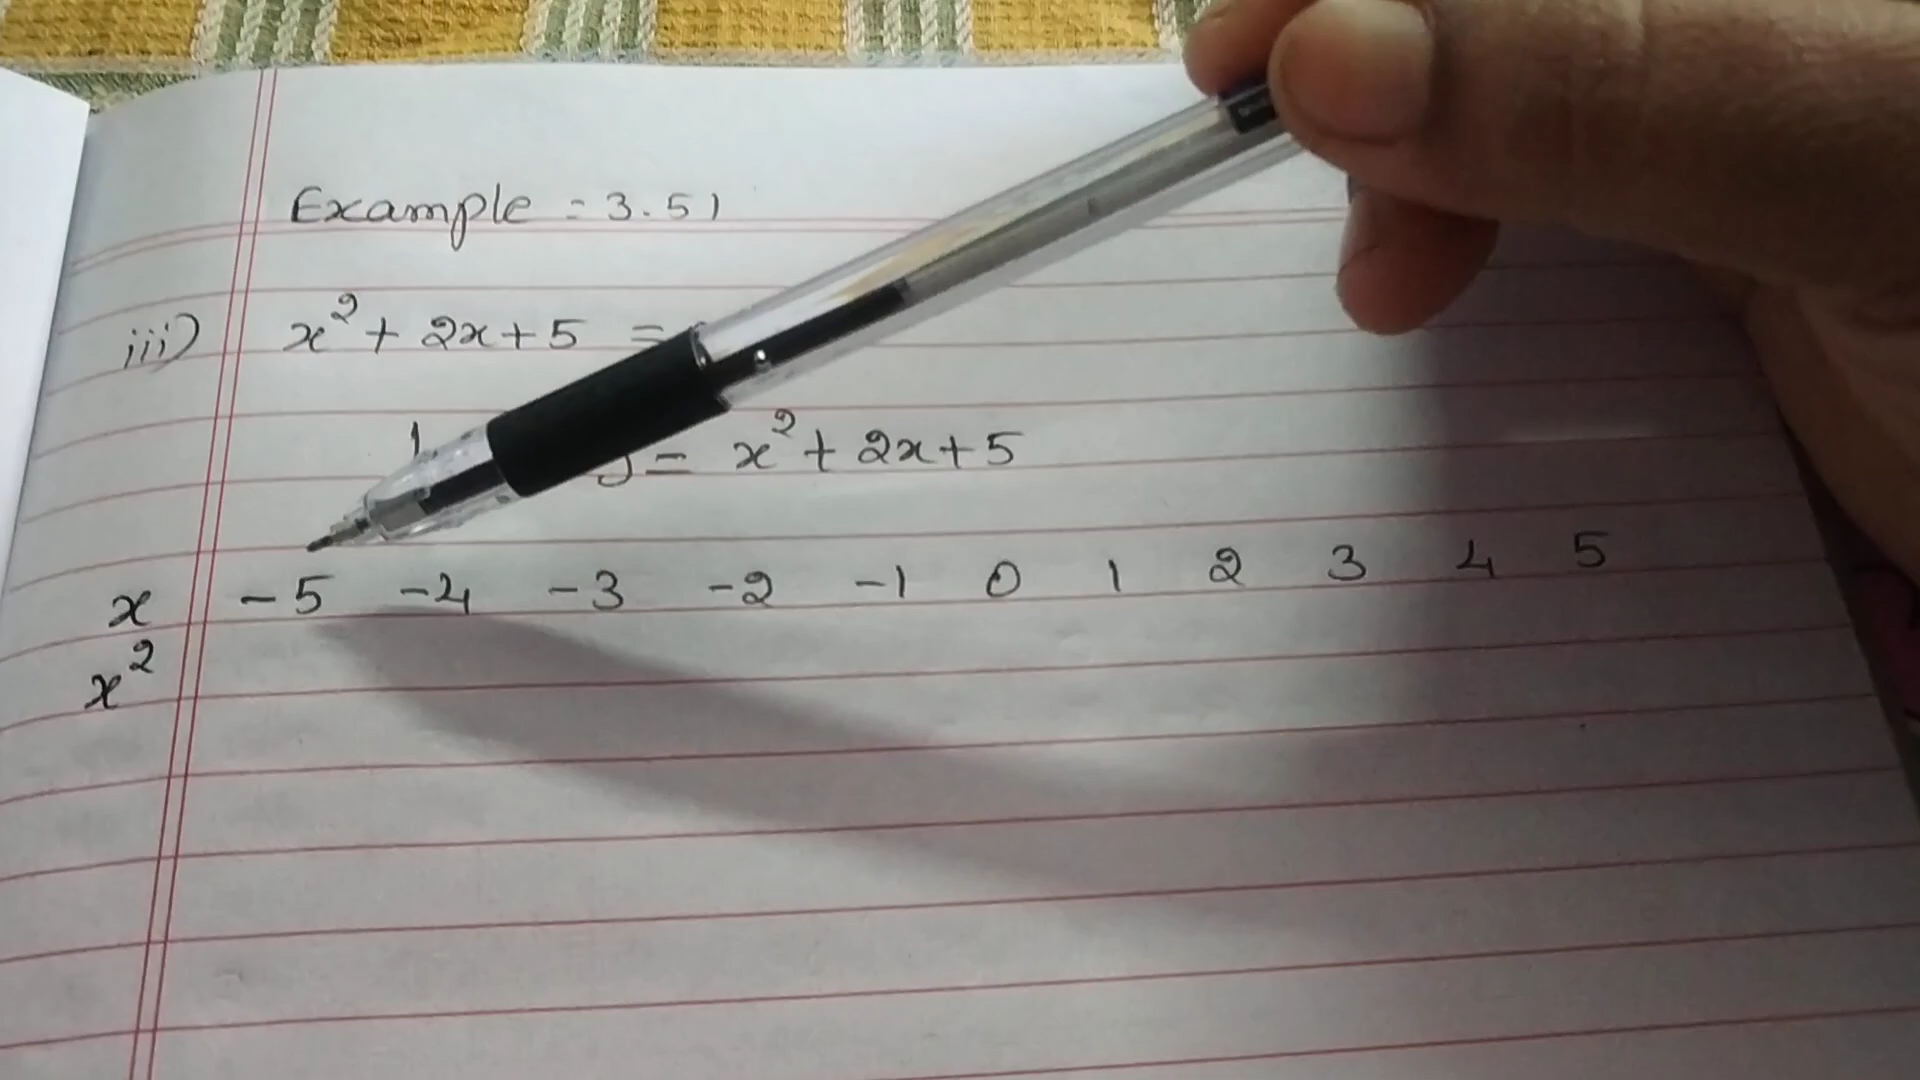 Example = 3.51
iii) x² + 2x + 5 =
y = x² + 2x + 5
x -5 -4 -3 -2 -1 0 1 2 3 4 5
x²